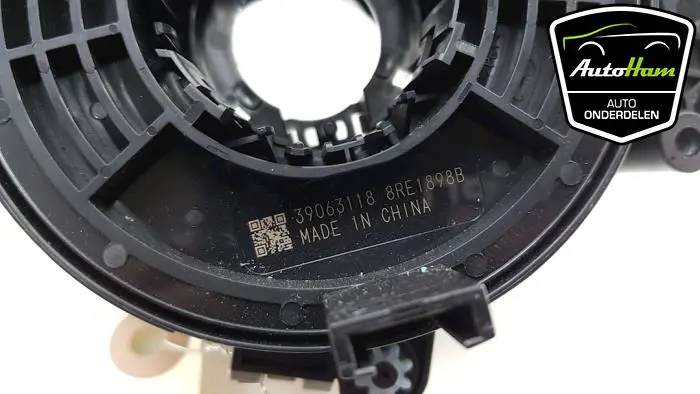 AutoHam
AUTO
ONDERDELEN
39063118 8RE1898B
MADE IN CHINA